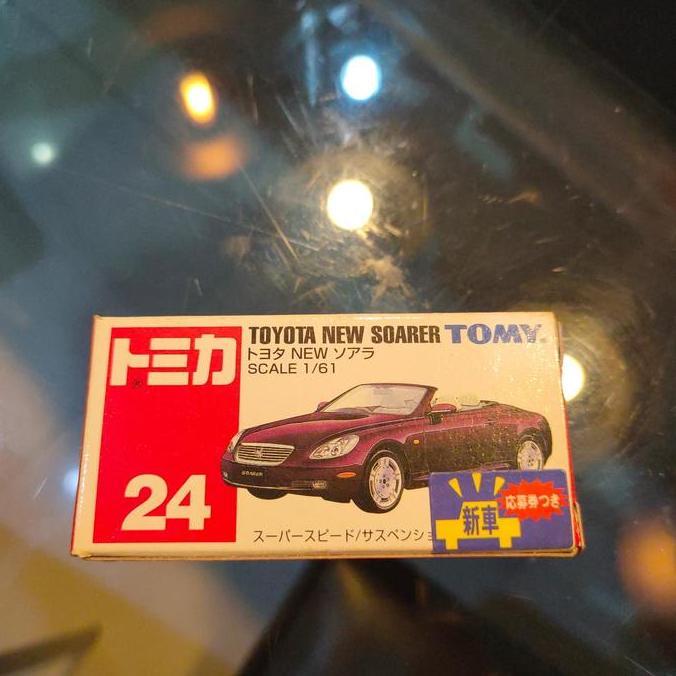 トミカ
TOYOTA NEW SOARER TOMY®
トヨタ NEW ソアラ
SCALE 1/61
SOARER
24
新車
応募券つき
スーパースピード/サスペンショ